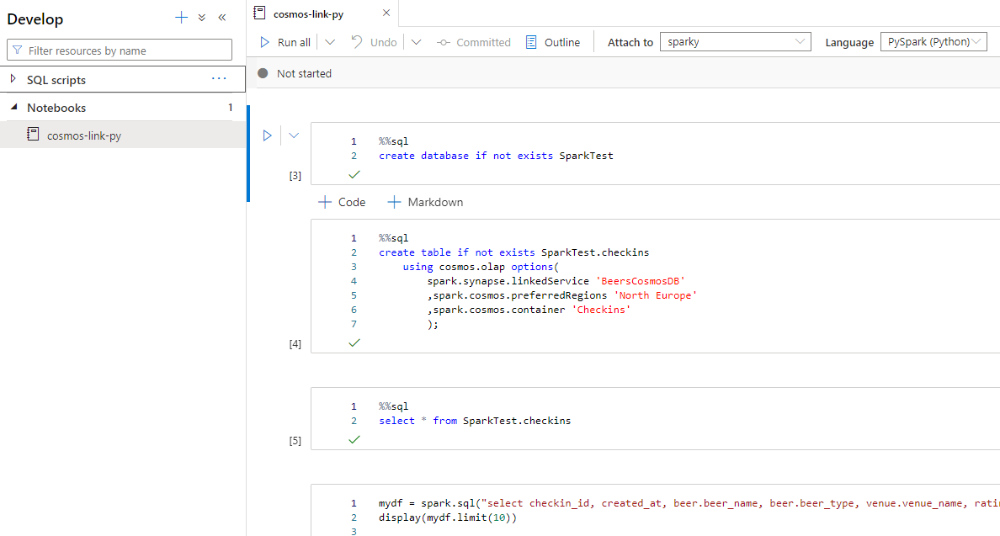 Develop
Filter resources by name
SQL scripts
Notebooks 1
cosmos-link-py
cosmos-link-py
Run all Undo Committed Outline Attach to sparky Language PySpark (Python)
Not started
1 %%sql
2 create database if not exists SparkTest
[3]
Code Markdown
1 %%sql
2 create table if not exists SparkTest.checkins
3 using cosmos.olap options(
4 spark.synapse.linkedService 'BeersCosmosDB'
5 ,spark.cosmos.preferredRegions 'North Europe'
6 ,spark.cosmos.container 'Checkins'
7 );
[4]
1 %%sql
2 select * from SparkTest.checkins
[5]
1 mydf = spark.sql("select checkin_id, created_at, beer.beer_name, beer.beer_type, venue.venue_name, rati
2 display(mydf.limit(10))
3